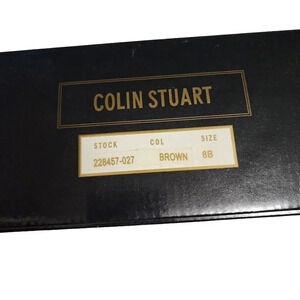 COLIN STUART
STOCK COL SIZE
228457-027 BROWN 8B